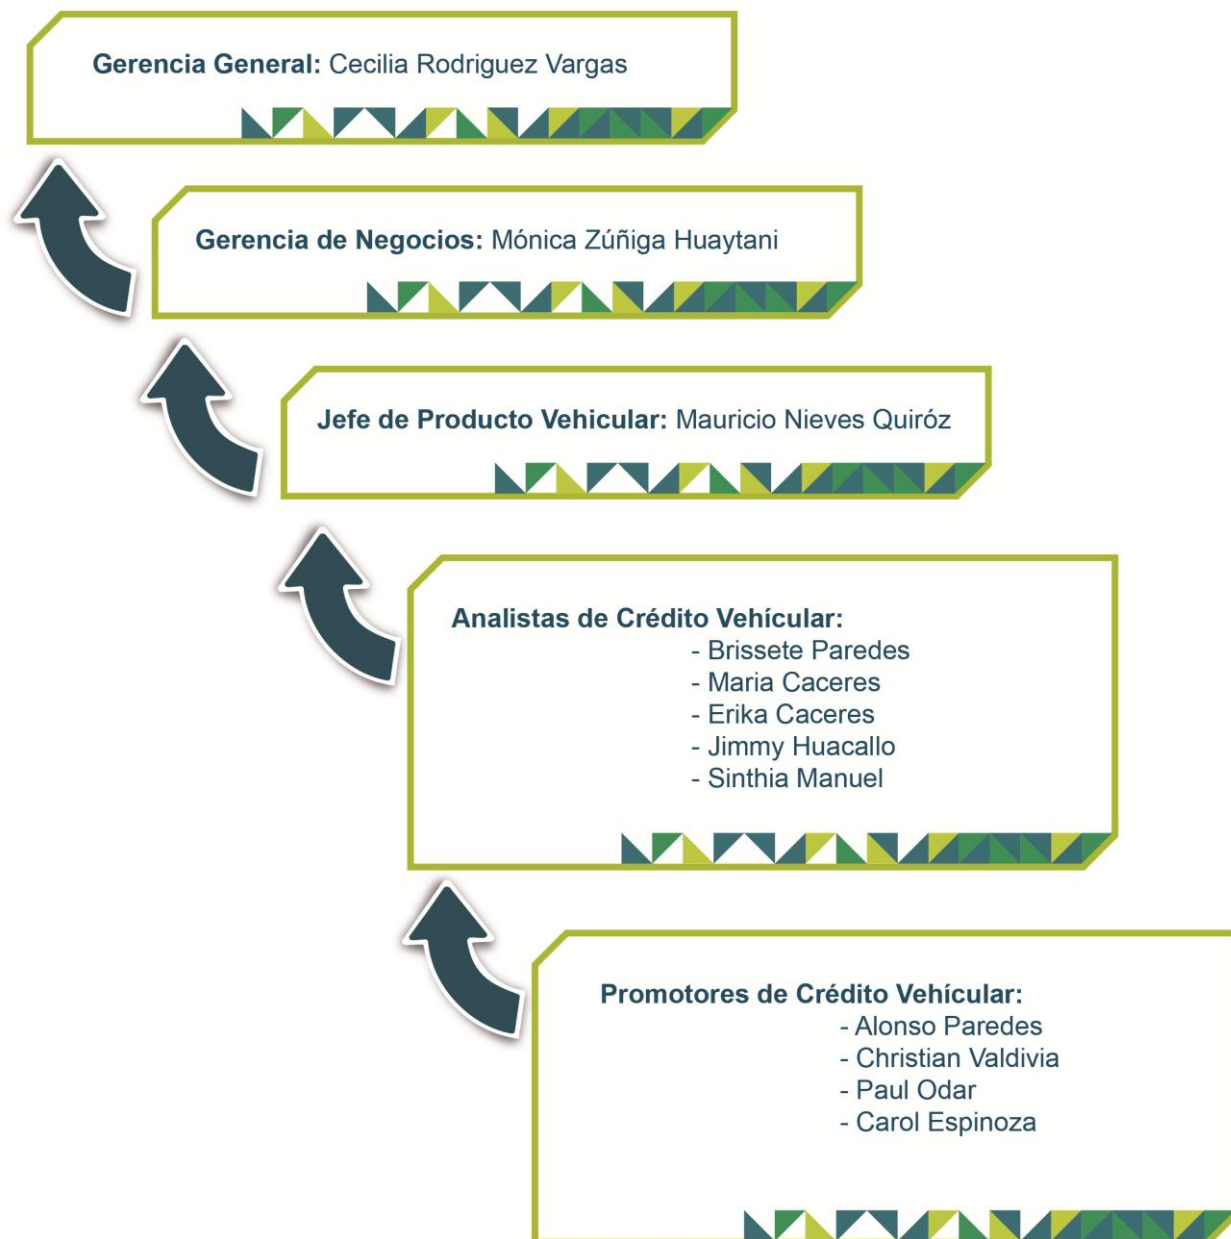 Gerencia General: Cecilia Rodriguez Vargas
Gerencia de Negocios: Mónica Zúñiga Huaytani
Jefe de Producto Vehicular: Mauricio Nieves Quiróz
Analistas de Crédito Vehícular:
- Brissete Paredes
- Maria Caceres
- Erika Caceres
- Jimmy Huacallo
- Sinthia Manuel
Promotores de Crédito Vehícular:
- Alonso Paredes
- Christian Valdivia
- Paul Odar
- Carol Espinoza